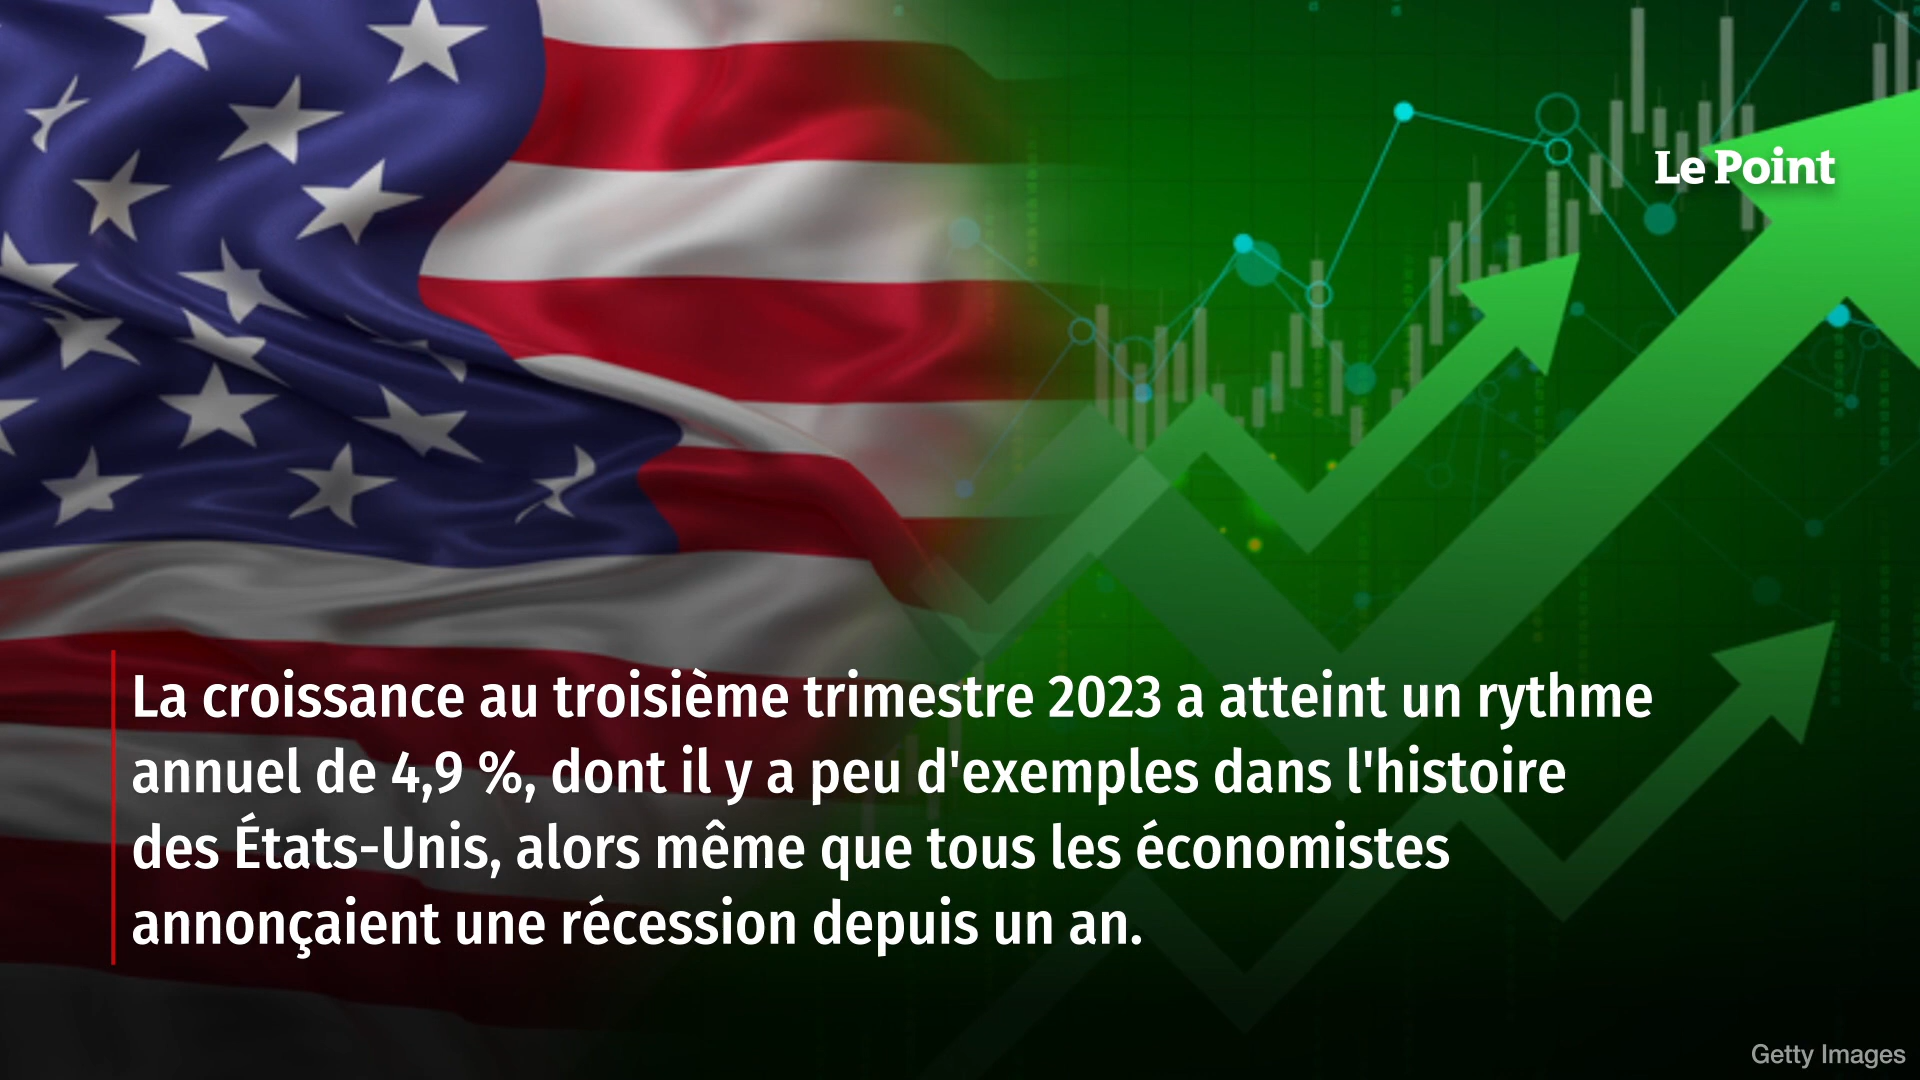 Le Point
La croissance au troisième trimestre 2023 a atteint un rythme
annuel de 4,9 %, dont il y a peu d'exemples dans l'histoire
des États-Unis, alors même que tous les économistes
annonçaient une récession depuis un an.
Getty Images